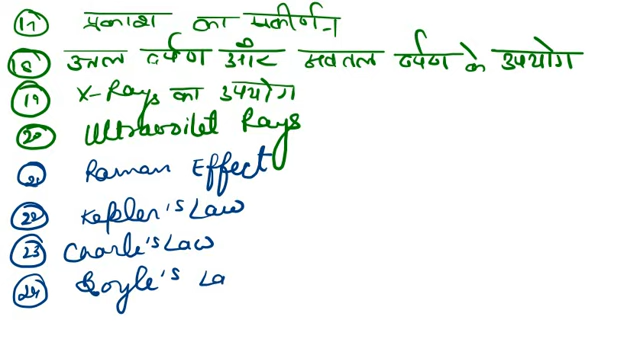 17 प्रकाश का प्रकीर्णन
18 उत्तल दर्पण और अवतल दर्पण के उपयोग
19 X-Rays का उपयोग
20 Ultravoilet Rays
21 Raman Effect
22 Kepler's Law
23 Charle's Law
24 Boyle's La